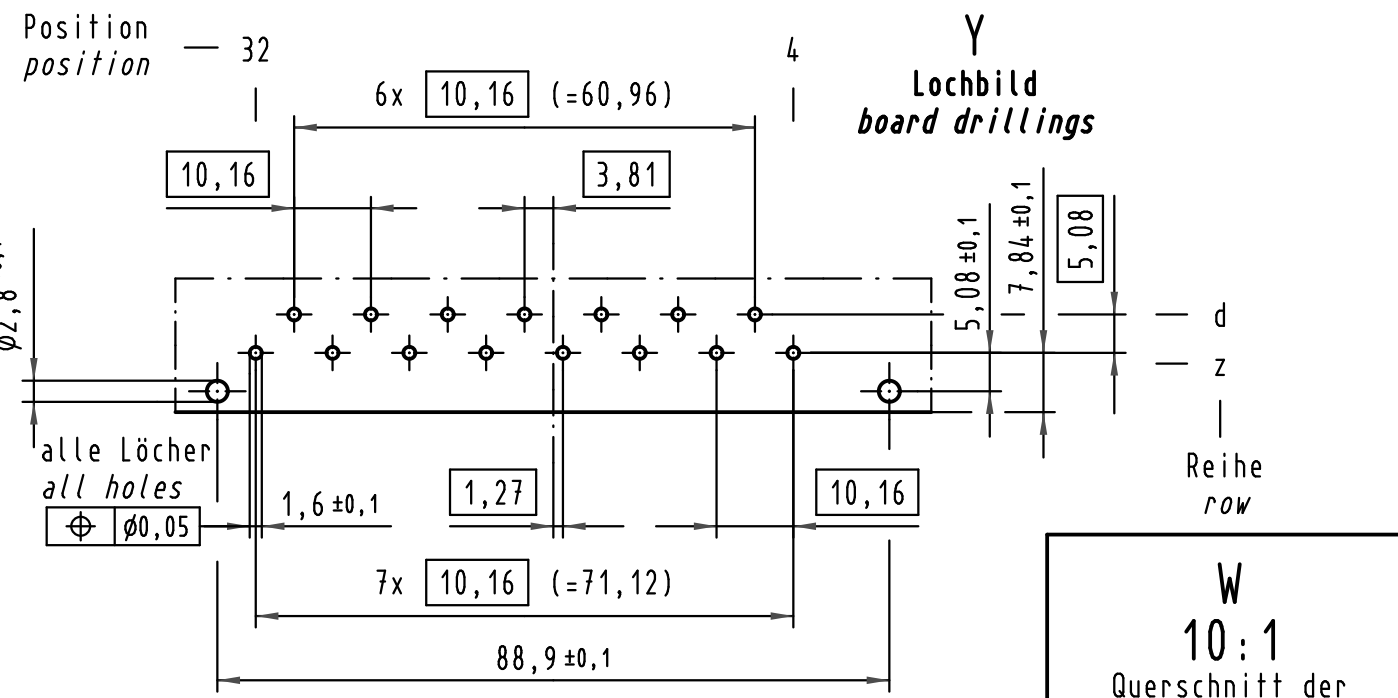 Position
position
32
4
Y
Lochbild
board drillings
6x 10,16 (=60,96)
10,16
3,81
5,08 ±0,1
7,84 ±0,1
5,08
d
z
Reihe
row
alle Löcher
all holes
⌖ ø0,05
1,6 ±0,1
1,27
10,16
7x 10,16 (=71,12)
88,9 ±0,1
W
10:1
Querschnitt der